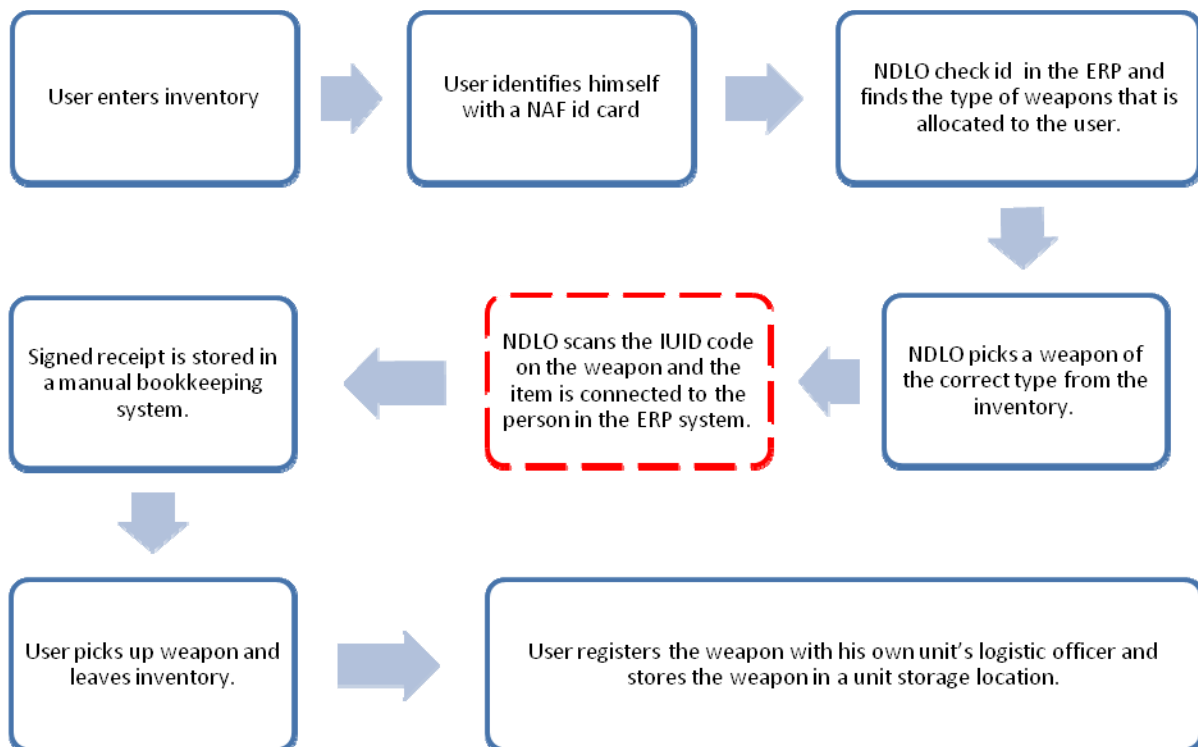 User enters inventory
User identifies himself
with a NAF id card
NDLO check id in the ERP and
finds the type of weapons that is
allocated to the user.
NDLO picks a weapon of
the correct type from the
inventory.
NDLO scans the IUID code
on the weapon and the
item is connected to the
person in the ERP system.
Signed receipt is stored in
a manual bookkeeping
system.
User picks up weapon and
leaves inventory.
User registers the weapon with his own unit's logistic officer and
stores the weapon in a unit storage location.